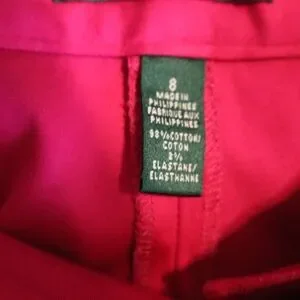 8
MADE IN
PHILIPPINES
FABRIQUE AUX
PHILIPPINES
98% COTTON/
COTON
2%
ELASTANE/
ELASTHANNE